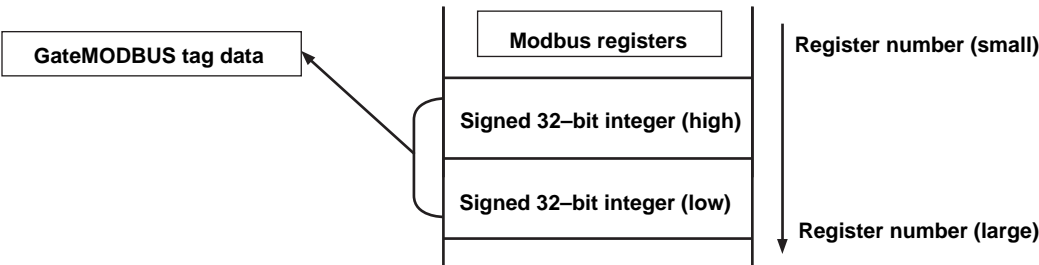 GateMODBUS tag data
Modbus registers
Register number (small)
Signed 32–bit integer (high)
Signed 32–bit integer (low)
Register number (large)